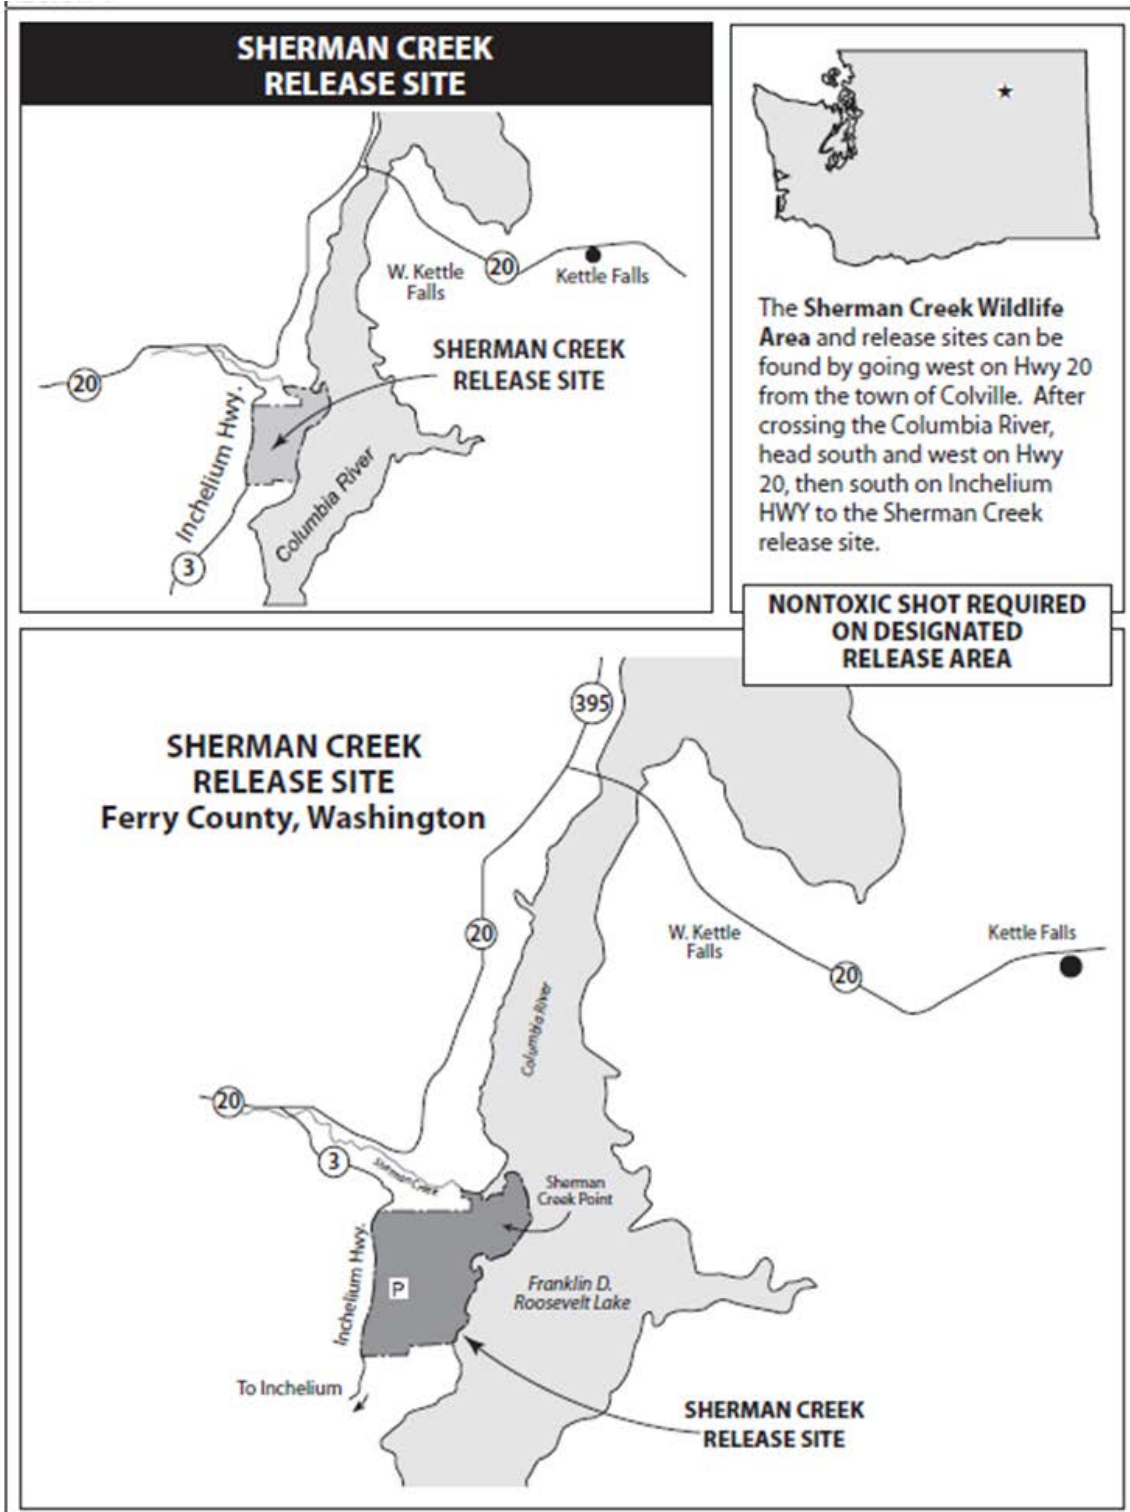 SHERMAN CREEK
RELEASE SITE
20
W. Kettle
Falls
Kettle Falls
SHERMAN CREEK
RELEASE SITE
20
Inchelium Hwy.
Columbia River
3
The Sherman Creek Wildlife
Area and release sites can be
found by going west on Hwy 20
from the town of Colville. After
crossing the Columbia River,
head south and west on Hwy
20, then south on Inchelium
HWY to the Sherman Creek
release site.
NONTOXIC SHOT REQUIRED
ON DESIGNATED
RELEASE AREA
SHERMAN CREEK
RELEASE SITE
Ferry County, Washington
395
20
W. Kettle
Falls
Kettle Falls
20
Columbia River
20
3
Sherman Creek
Sherman
Creek Point
Inchelium Hwy.
P
Franklin D.
Roosevelt Lake
To Inchelium
SHERMAN CREEK
RELEASE SITE